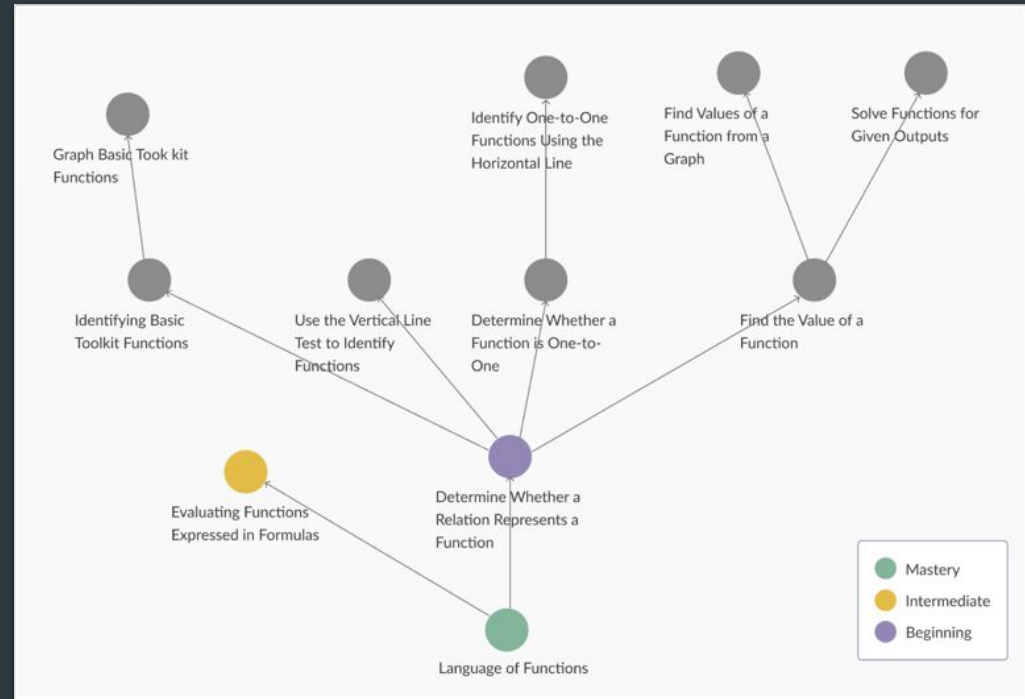 Identify One-to-One
Functions Using the
Horizontal Line
Find Values of a
Function from a
Graph
Solve Functions for
Given Outputs
Graph Basic Took kit
Functions
Identifying Basic
Toolkit Functions
Use the Vertical Line
Test to Identify
Functions
Determine Whether a
Function is One-to-
One
Find the Value of a
Function
Evaluating Functions
Expressed in Formulas
Determine Whether a
Relation Represents a
Function
Language of Functions
Mastery
Intermediate
Beginning